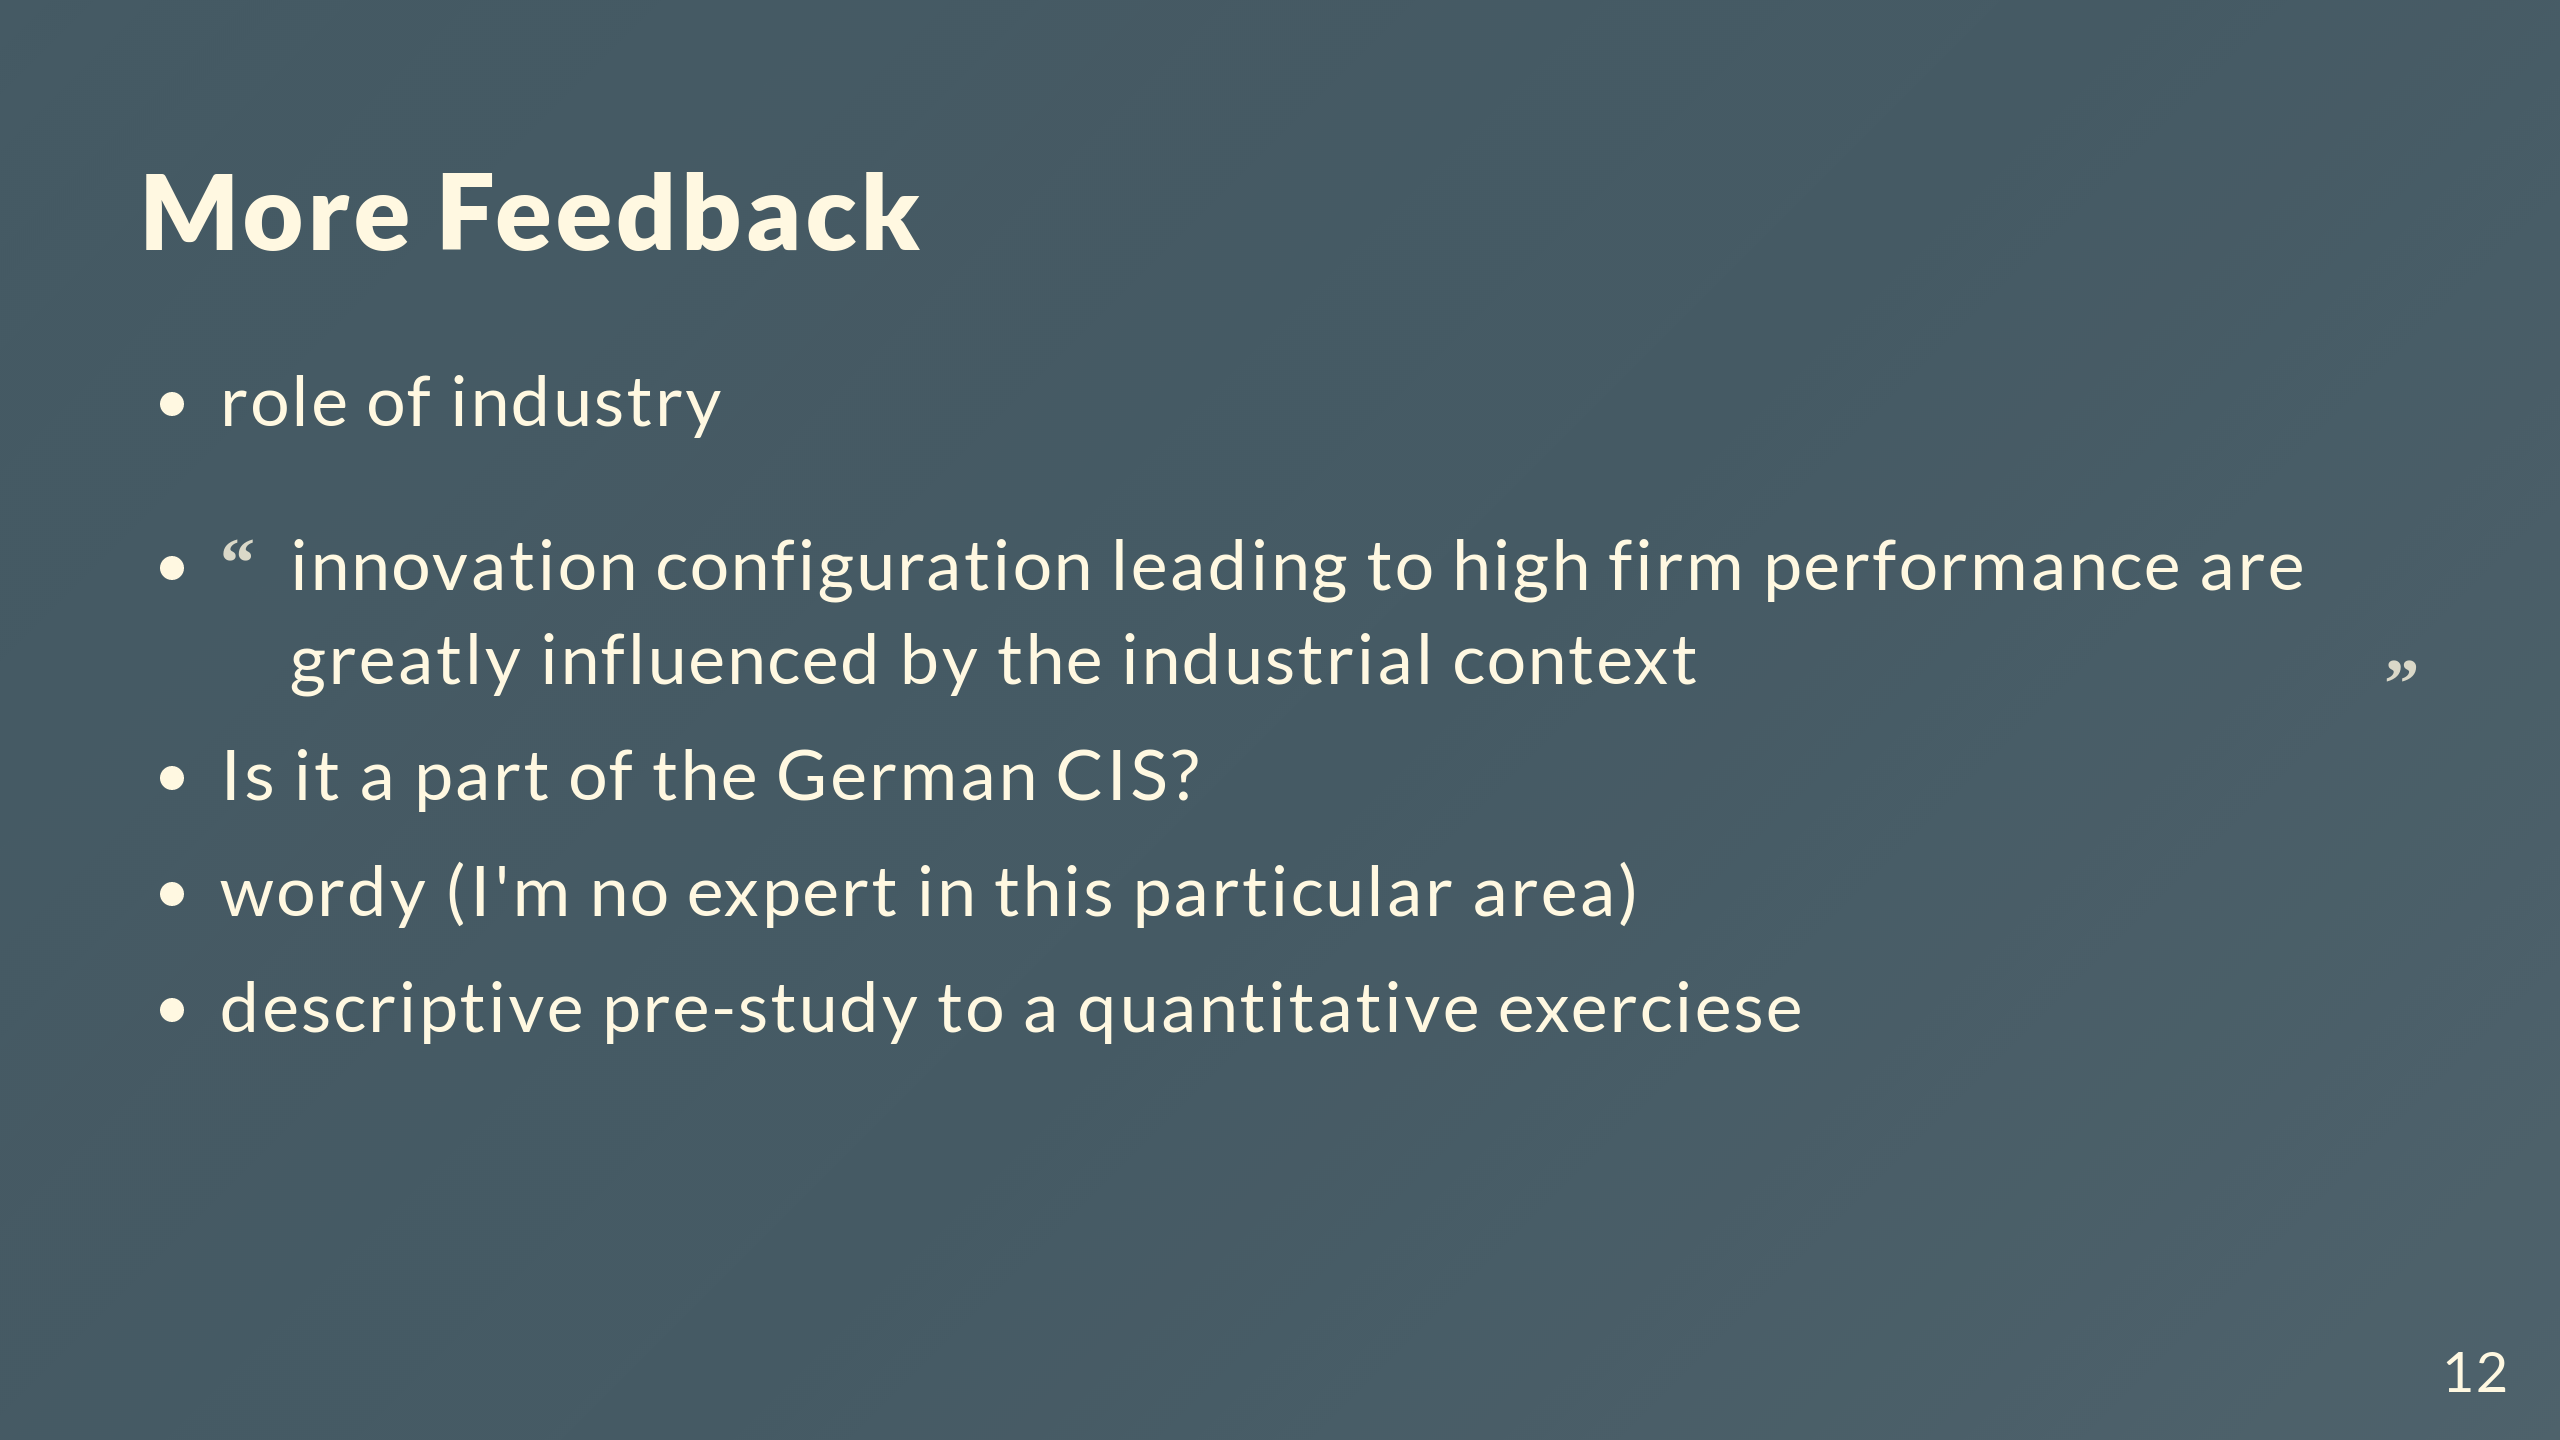 More Feedback
• role of industry
• “ innovation configuration leading to high firm performance are
greatly influenced by the industrial context ”
• Is it a part of the German CIS?
• wordy (I'm no expert in this particular area)
• descriptive pre-study to a quantitative exerciese
12